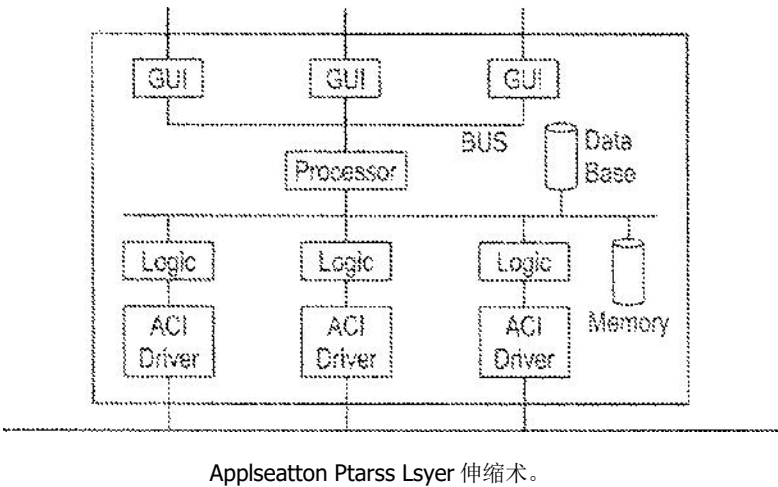 GUI GUI GUI
BUS
Data
Base
Processor
Logic Logic Logic
Memory
ACI ACI ACI
Driver Driver Driver
Applseatton Ptarss Lsyer 伸缩术。